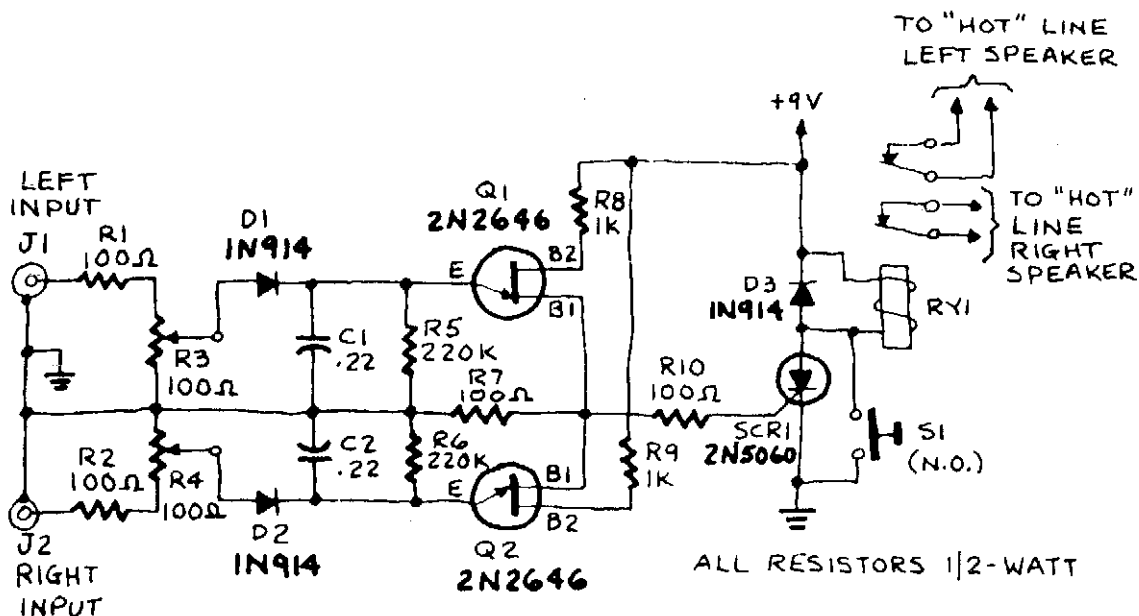 TO "HOT" LINE
LEFT SPEAKER
+9V
LEFT
INPUT
J1
R1
100Ω
D1
1N914
Q1
2N2646
E
B2
B1
R8
1K
TO "HOT"
LINE
RIGHT
SPEAKER
D3
1N914
RY1
R3
100Ω
C1
.22
R5
220K
R7
100Ω
R10
100Ω
SCR1
2N5060
S1
(N.O.)
R2
100Ω
R4
100Ω
C2
.22
R6
220K
E
B1
B2
R9
1K
J2
RIGHT
INPUT
D2
1N914
Q2
2N2646
ALL RESISTORS 1/2-WATT